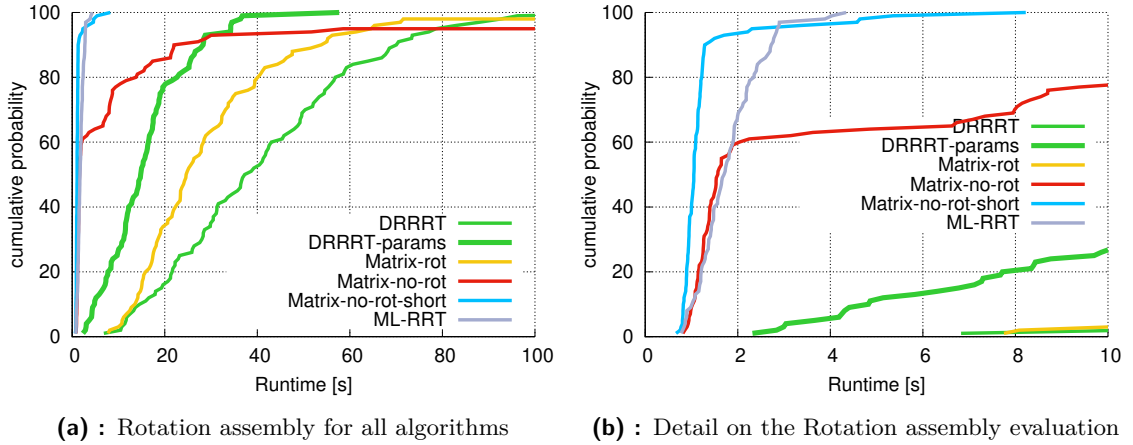 100
80
60
40
20
0
cumulative probability
DRRRT
DRRRT-params
Matrix-rot
Matrix-no-rot
Matrix-no-rot-short
ML-RRT
0 20 40 60 80 100
Runtime [s]
(a) : Rotation assembly for all algorithms
100
80
60
40
20
0
cumulative probability
DRRRT
DRRRT-params
Matrix-rot
Matrix-no-rot
Matrix-no-rot-short
ML-RRT
0 2 4 6 8 10
Runtime [s]
(b) : Detail on the Rotation assembly evaluation